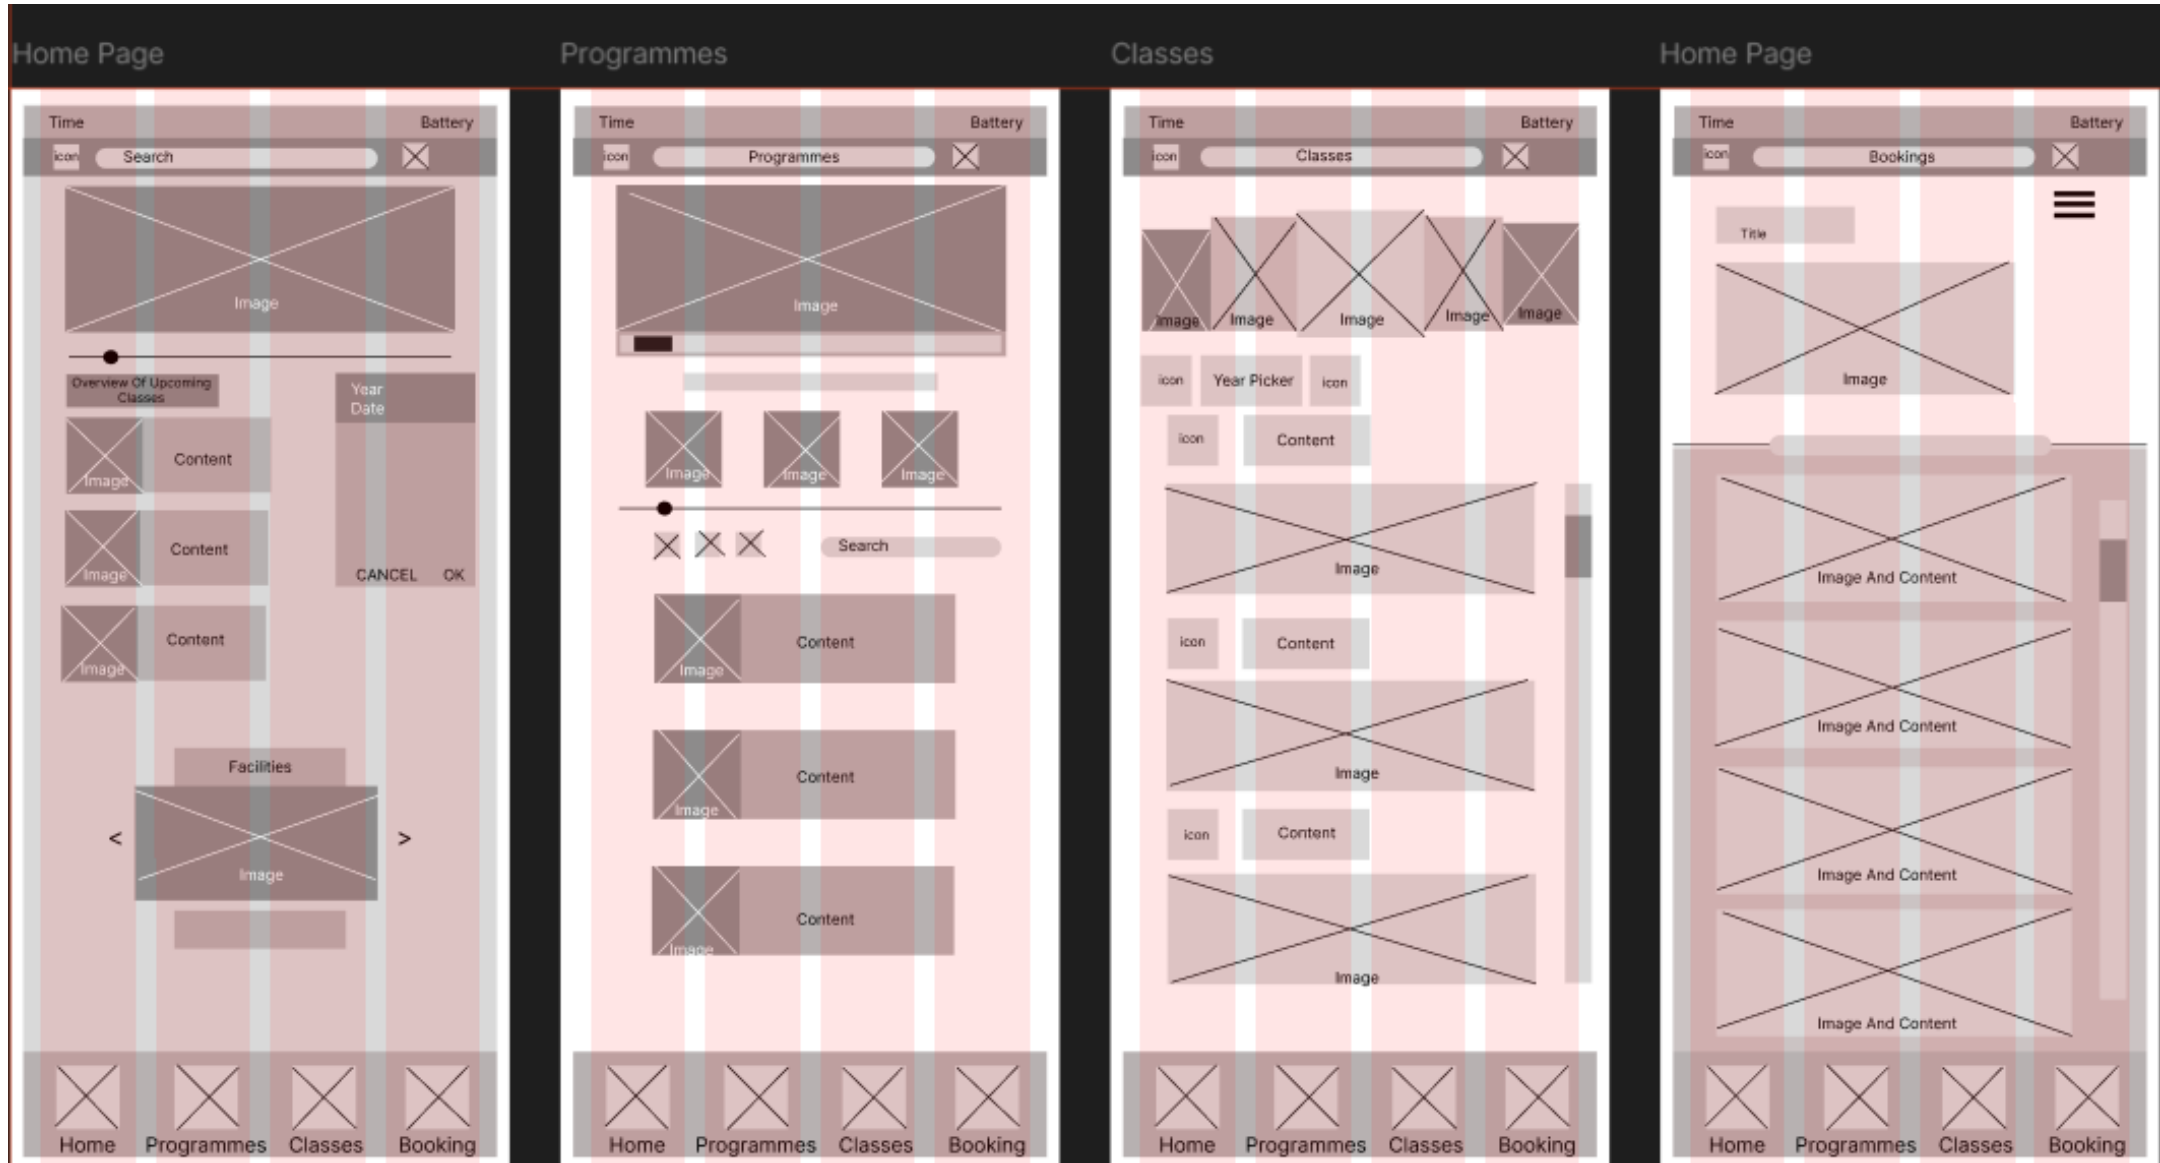 Home Page
Time Battery
icon Search
Image
Overview Of Upcoming
Classes
Year
Date
Image Content
Image Content
CANCEL OK
Image Content
Facilities
< >
Image
Home Programmes Classes Booking
Programmes
Time Battery
icon Programmes
Image
Image Image Image
Search
Image Content
Image Content
Image Content
Home Programmes Classes Booking
Classes
Time Battery
icon Classes
Image Image Image Image Image
icon Year Picker icon
icon Content
Image
icon Content
Image
icon Content
Image
Home Programmes Classes Booking
Home Page
Time Battery
icon Bookings
Title
Image
Image And Content
Image And Content
Image And Content
Image And Content
Home Programmes Classes Booking